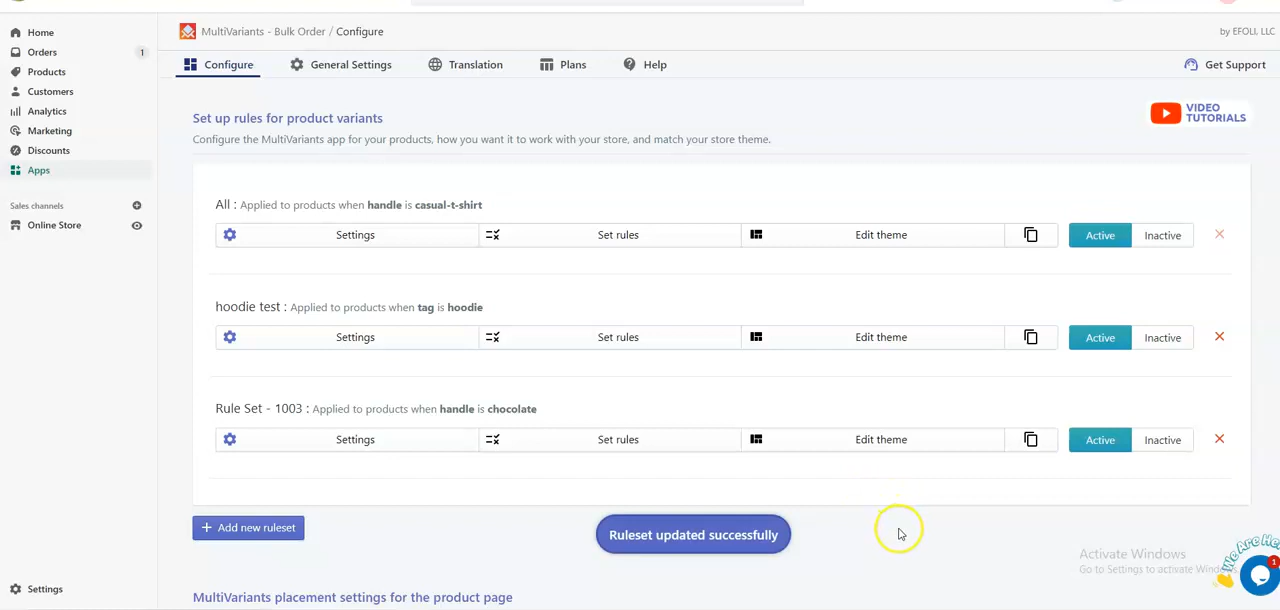 MultiVariants - Bulk Order / Configure
by EFOLI, LLC
Home
Orders 1
Products
Customers
Analytics
Marketing
Discounts
Apps
Sales channels
Online Store
Settings
Configure General Settings Translation Plans Help Get Support
Set up rules for product variants
Configure the MultiVariants app for your products, how you want it to work with your store, and match your store theme.
VIDEO
TUTORIALS
All : Applied to products when handle is casual-t-shirt
Settings Set rules Edit theme Active Inactive
hoodie test : Applied to products when tag is hoodie
Settings Set rules Edit theme Active Inactive
Rule Set - 1003 : Applied to products when handle is chocolate
Settings Set rules Edit theme Active Inactive
+ Add new ruleset
Ruleset updated successfully
Activate Windows
Go to Settings to activate Windows
We Are He
1
MultiVariants placement settings for the product page